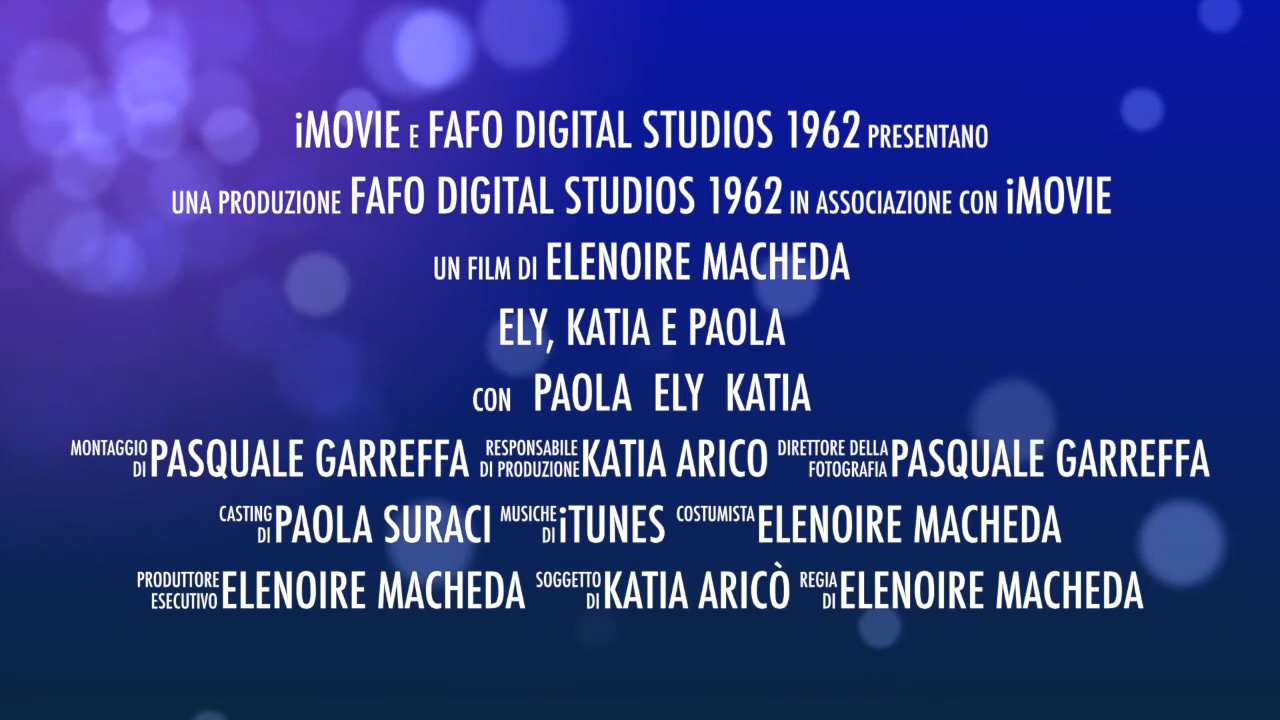 iMOVIE E FAFO DIGITAL STUDIOS 1962 PRESENTANO
UNA PRODUZIONE FAFO DIGITAL STUDIOS 1962 IN ASSOCIAZIONE CON iMOVIE
UN FILM DI ELENOIRE MACHEDA
ELY, KATIA E PAOLA
CON PAOLA ELY KATIA
MONTAGGIO DI PASQUALE GARREFFA RESPONSABILE DI PRODUZIONE KATIA ARICO DIRETTORE DELLA FOTOGRAFIA PASQUALE GARREFFA
CASTING DI PAOLA SURACI MUSICHE DI iTUNES COSTUMISTA ELENOIRE MACHEDA
PRODUTTORE ESECUTIVO ELENOIRE MACHEDA SOGGETTO DI KATIA ARICÒ REGIA DI ELENOIRE MACHEDA